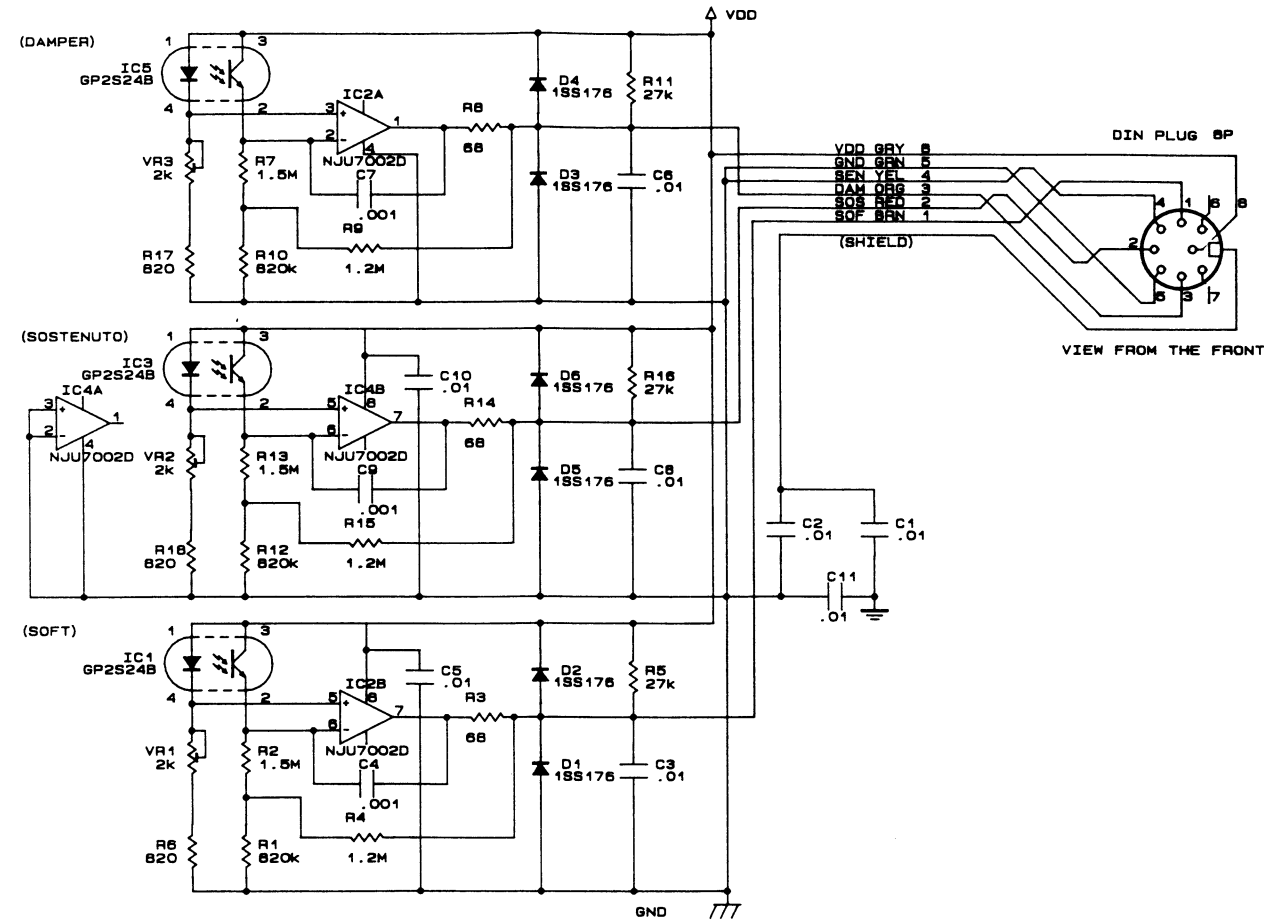 VDD
(DAMPER)
1
3
IC5
GP2S24B
4
2
VR3
2k
R7
1.5M
R17
820
R10
820k
3
2
IC2A
1
4
NJU7002D
C7
.001
R9
1.2M
R8
68
D4
1SS176
R11
27k
D3
1SS176
C6
.01
DIN PLUG 8P
VDD GRY 6
GND GRN 5
SEN YEL 4
DAM ORG 3
SOS RED 2
SOF BRN 1
(SHIELD)
4
1
6
8
2
5
3
7
VIEW FROM THE FRONT
(SOSTENUTO)
1
3
IC3
GP2S24B
IC4A
3
2
1
4
NJU7002D
4
2
VR2
2k
R13
1.5M
R18
820
R12
820k
5
6
IC4B
8
7
NJU7002D
C9
.001
R15
1.2M
C10
.01
R14
68
D6
1SS176
R16
27k
D5
1SS176
C8
.01
C2
.01
C1
.01
C11
.01
(SOFT)
1
3
IC1
GP2S24B
4
2
VR1
2k
R2
1.5M
R6
820
R1
820k
5
6
IC2B
8
7
NJU7002D
C4
.001
R4
1.2M
C5
.01
R3
68
D2
1SS176
R5
27k
D1
1SS176
C3
.01
GND